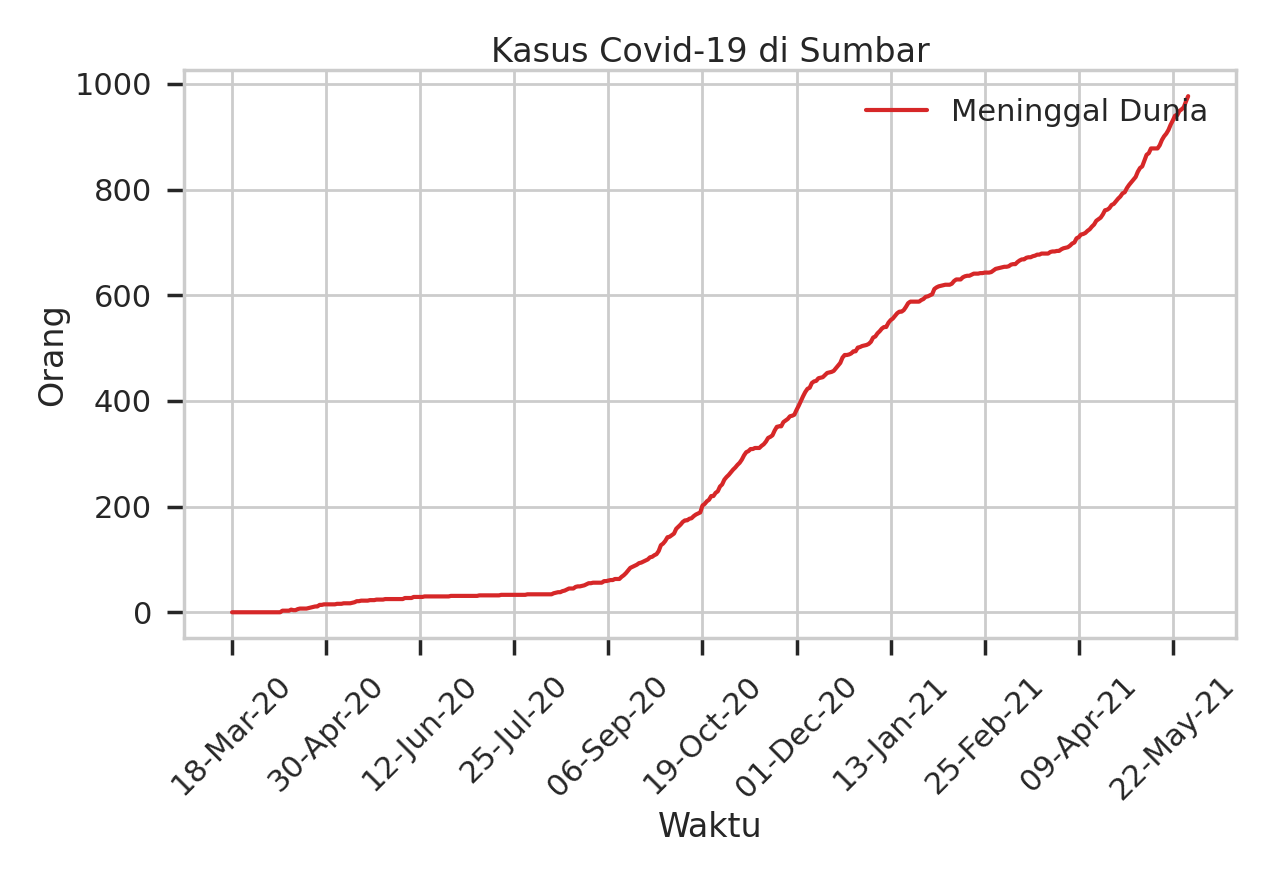 Kasus Covid-19 di Sumbar
Meninggal Dunia
1000
800
600
400
200
0
Orang
18-Mar-20
30-Apr-20
12-Jun-20
25-Jul-20
06-Sep-20
19-Oct-20
01-Dec-20
13-Jan-21
25-Feb-21
09-Apr-21
22-May-21
Waktu